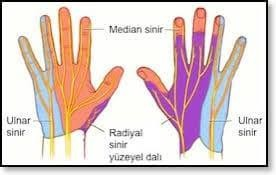 Median sinir
Ulnar
sinir
Radiyal
sinir
yüzeyel dalı
Ulnar
sinir